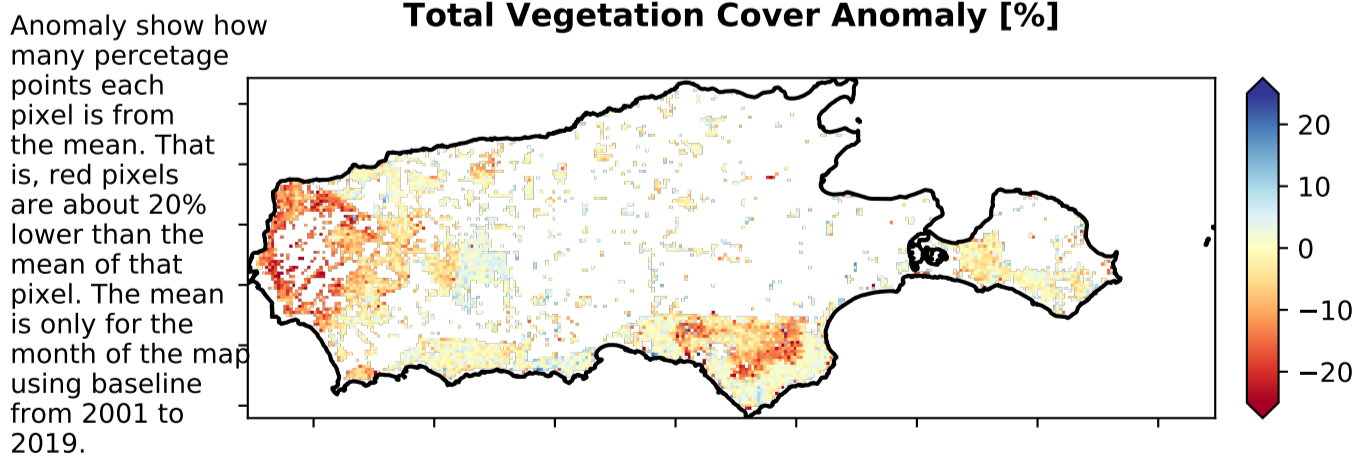 Total Vegetation Cover Anomaly [%]
Anomaly show how
many percetage
points each
pixel is from
the mean. That
is, red pixels
are about 20%
lower than the
mean of that
pixel. The mean
is only for the
month of the map
using baseline
from 2001 to
2019.
20
10
0
−10
−20